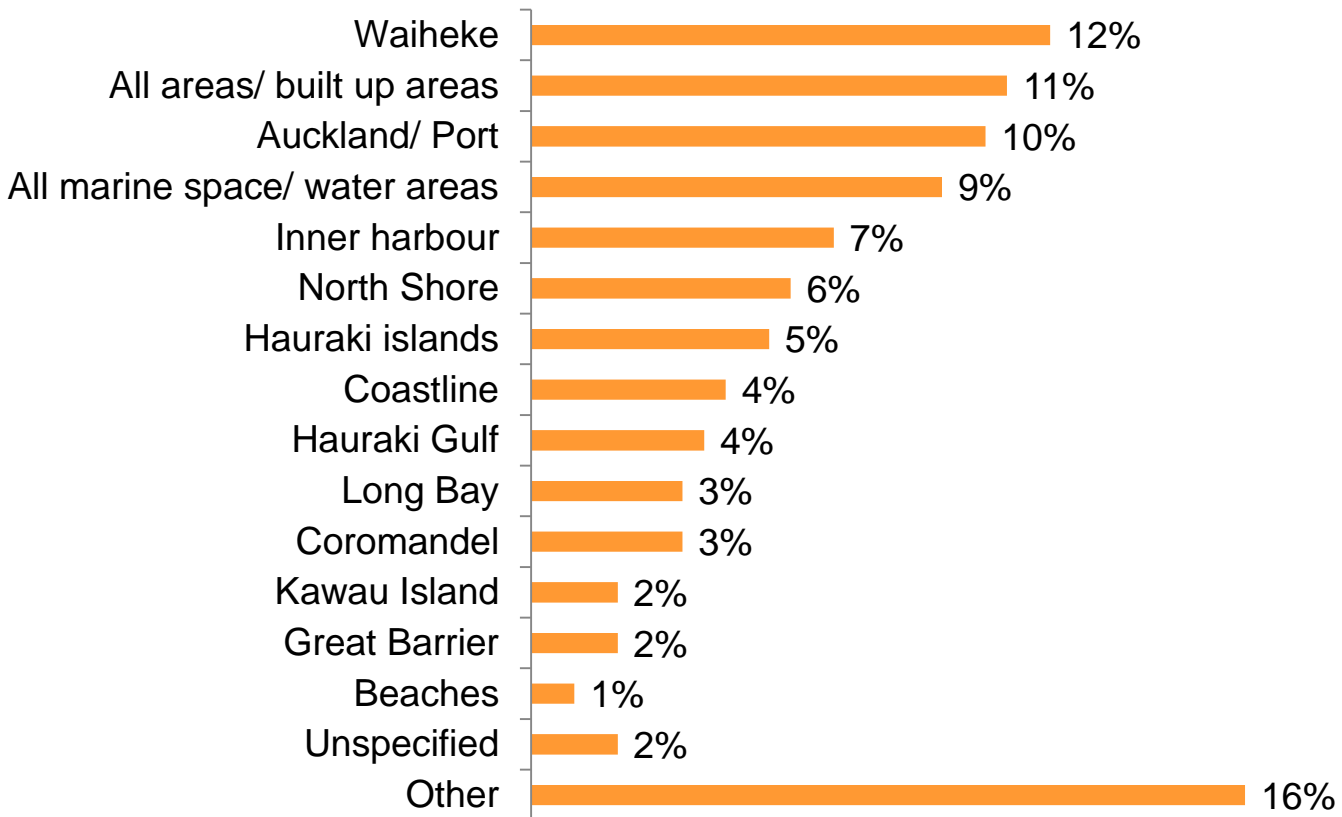 Waiheke 12%
All areas/ built up areas 11%
Auckland/ Port 10%
All marine space/ water areas 9%
Inner harbour 7%
North Shore 6%
Hauraki islands 5%
Coastline 4%
Hauraki Gulf 4%
Long Bay 3%
Coromandel 3%
Kawau Island 2%
Great Barrier 2%
Beaches 1%
Unspecified 2%
Other 16%